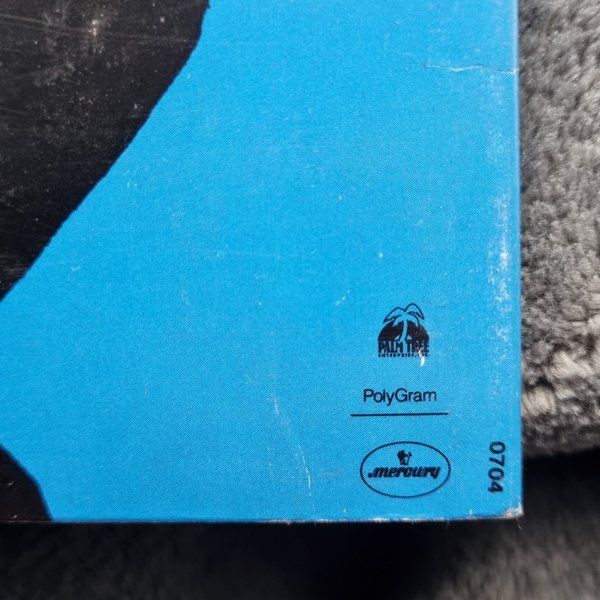 PALM TREE
ENTERPRISES
PolyGram
mercury
0704